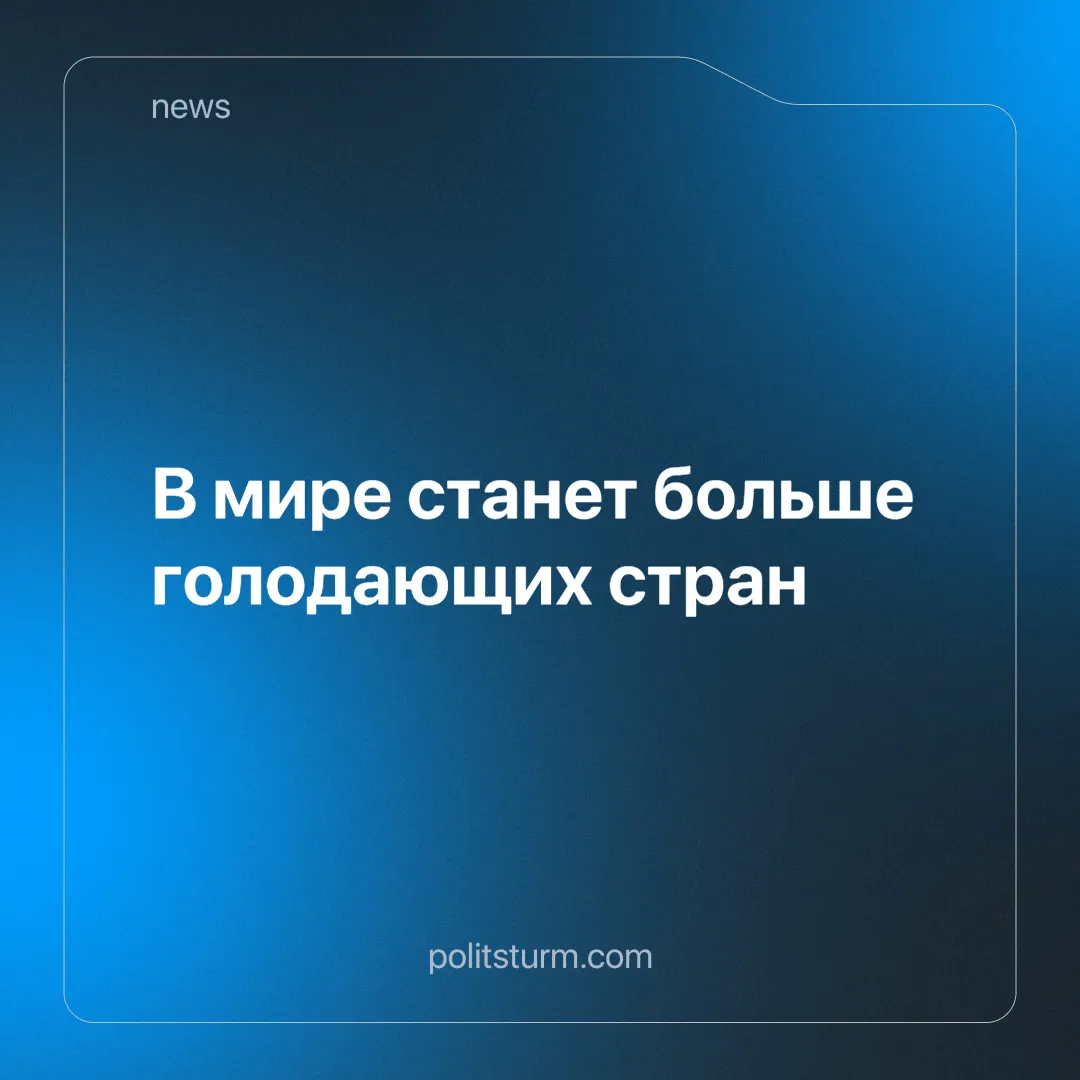 news
В мире станет больше
голодающих стран
politsturm.com